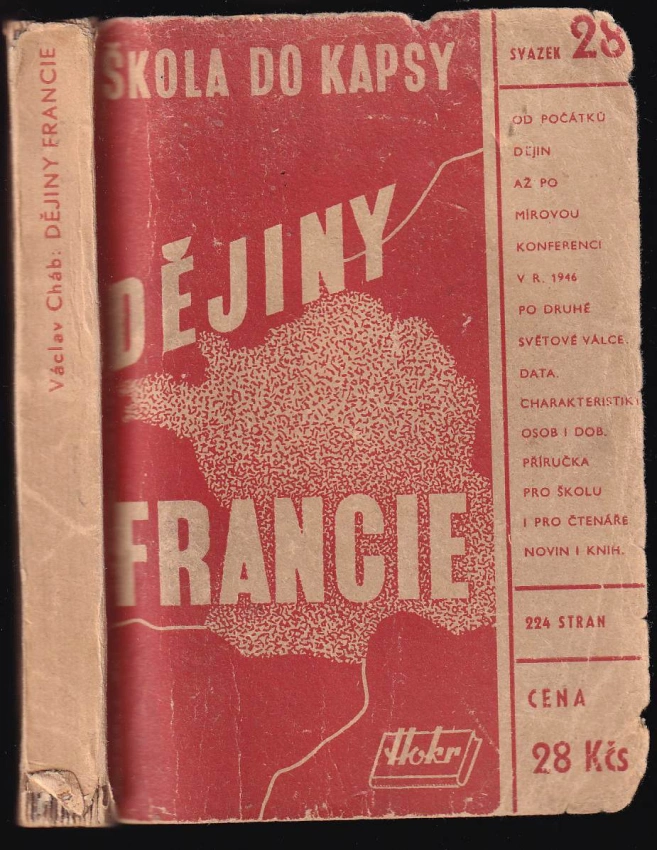 Václav Cháb: DĚJINY FRANCIE
ŠKOLA DO KAPSY
DĚJINY
FRANCIE
Hokr
SVAZEK 28
OD POČÁTKŮ
DĚJIN
AŽ PO
MÍROVOU
KONFERENCI
V R. 1946
PO DRUHÉ
SVĚTOVÉ VÁLCE.
DATA.
CHARAKTERISTIKY
OSOB I DOB.
PŘÍRUČKA
PRO ŠKOLU
I PRO ČTENÁŘE
NOVIN I KNIH.
224 STRAN
CENA
28 Kčs